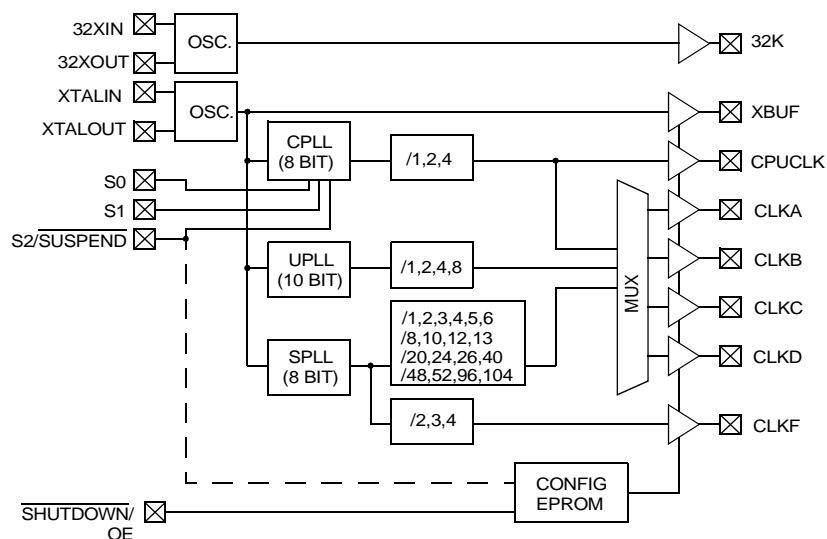 32XIN
32XOUT
OSC.
32K
XTALIN
XTALOUT
OSC.
XBUF
CPLL
(8 BIT)
/1,2,4
CPUCLK
S0
S1
S2/SUSPEND
CLKA
UPLL
(10 BIT)
/1,2,4,8
MUX
CLKB
CLKC
SPLL
(8 BIT)
/1,2,3,4,5,6
/8,10,12,13
/20,24,26,40
/48,52,96,104
CLKD
/2,3,4
CLKF
CONFIG
EPROM
SHUTDOWN/
OE